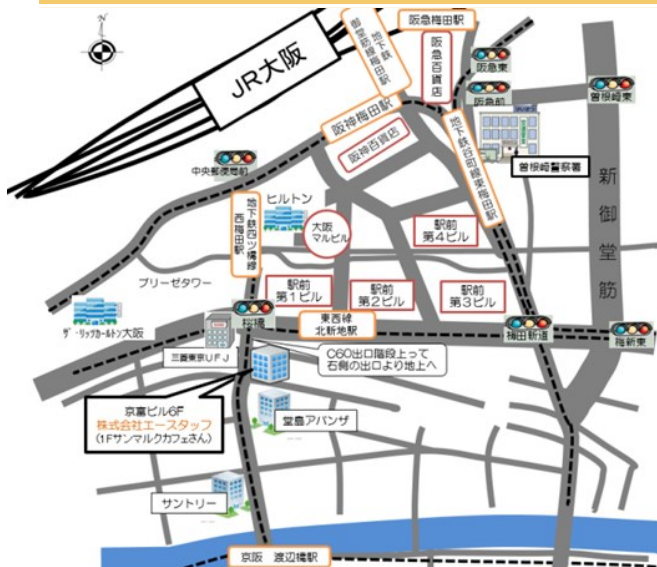 阪急梅田駅
地下鉄
御堂筋線梅田駅
阪急百貨店
阪急東
JR大阪
阪神梅田駅
阪急前
曽根崎東
阪神百貨店
地下鉄谷町線東梅田駅
曽根崎警察署
中央郵便局前
新御堂筋
地下鉄四ツ橋線
西梅田駅
ヒルトン
大阪
マルビル
駅前
第4ビル
ブリーゼタワー
駅前
第1ビル
駅前
第2ビル
駅前
第3ビル
ザ・リッツカールトン大阪
桜橋
東西線
北新地駅
梅田新道
梅新東
三菱東京UFJ
C60出口階段上って
右側の出口より地上へ
京富ビル6F
株式会社エースタッフ
(1Fサンマルクカフェさん)
堂島アバンザ
サントリー
京阪 渡辺橋駅